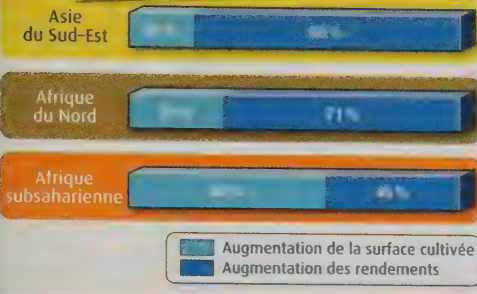 Asie
du Sud-Est
Afrique
du Nord
71%
Afrique
subsaharienne
Augmentation de la surface cultivée
Augmentation des rendements